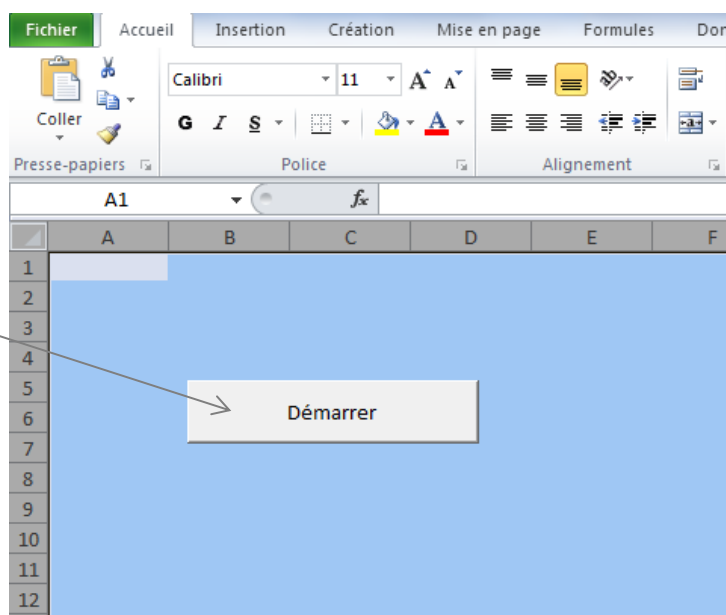 Fichier Accueil Insertion Création Mise en page Formules Don
Calibri 11 A A
Coller G I S A a
Presse-papiers Police Alignement
A1 fx
A B C D E F
1
2
3
4
5
Démarrer
6
7
8
9
10
11
12